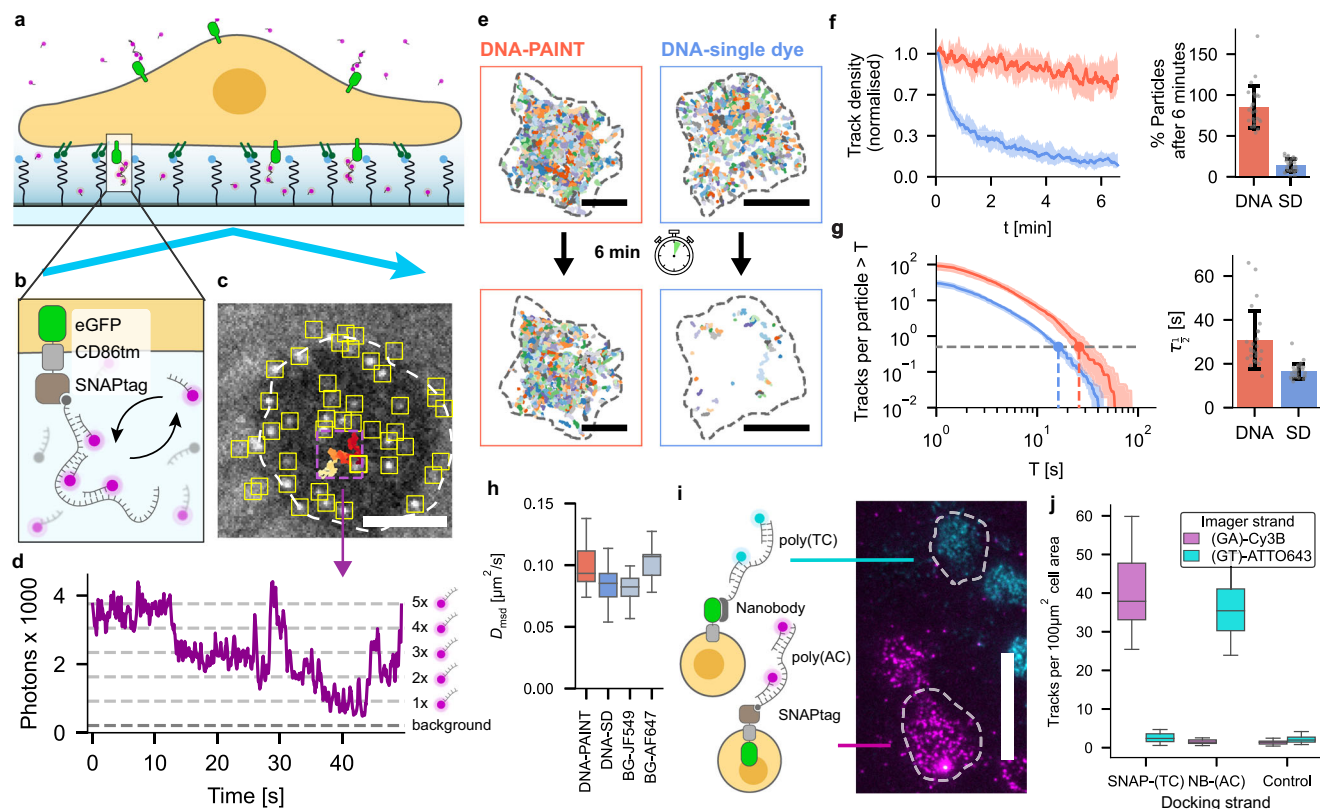 a
b
eGFP
CD86tm
SNAPtag
c
d
Photons x 1000
4
2
0
5x
4x
3x
2x
1x
background
0
10
20
30
40
Time [s]
e
DNA-PAINT
DNA-single dye
6 min
f
Track density
(normalised)
1.0
0.7
0.3
0.0
0
2
4
6
t [min]
% Particles
after 6 minutes
150
100
50
0
DNA
SD
g
Tracks per particle > T
10²
10¹
10⁰
10⁻¹
10⁻²
10⁰
10¹
10²
T [s]
τ½ [s]
60
40
20
0
DNA
SD
h
D_msd [µm²/s]
0.15
0.10
0.05
0.00
DNA-PAINT
DNA-SD
BG-JF549
BG-AF647
i
poly(TC)
Nanobody
poly(AC)
SNAPtag
j
Tracks per 100µm² cell area
60
50
40
30
20
10
0
Imager strand
(GA)-Cy3B
(GT)-ATTO643
SNAP-(TC)
NB-(AC)
Control
Docking strand